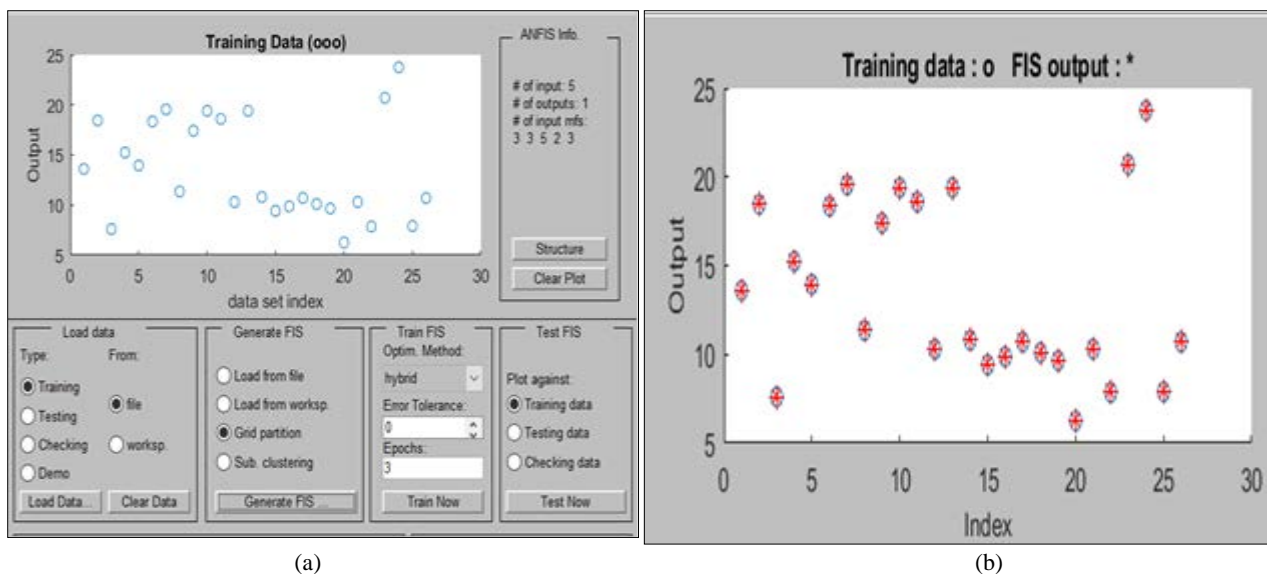 Training Data (ooo)
25
20
15
10
5
0
5
10
15
20
25
30
Output
data set index
ANFIS Info.
# of input: 5
# of outputs: 1
# of input mfs:
3 3 5 2 3
Structure
Clear Plot
Load data
Type:
From:
Training
Testing
Checking
Demo
file
worksp.
Load Data...
Clear Data
Generate FIS
Load from file
Load from worksp.
Grid partition
Sub. clustering
Generate FIS ...
Train FIS
Optim. Method:
hybrid
Error Tolerance:
0
Epochs:
3
Train Now
Test FIS
Plot against:
Training data
Testing data
Checking data
Test Now
(a)
Training data : o FIS output : *
25
20
15
10
5
0
5
10
15
20
25
30
Output
Index
(b)